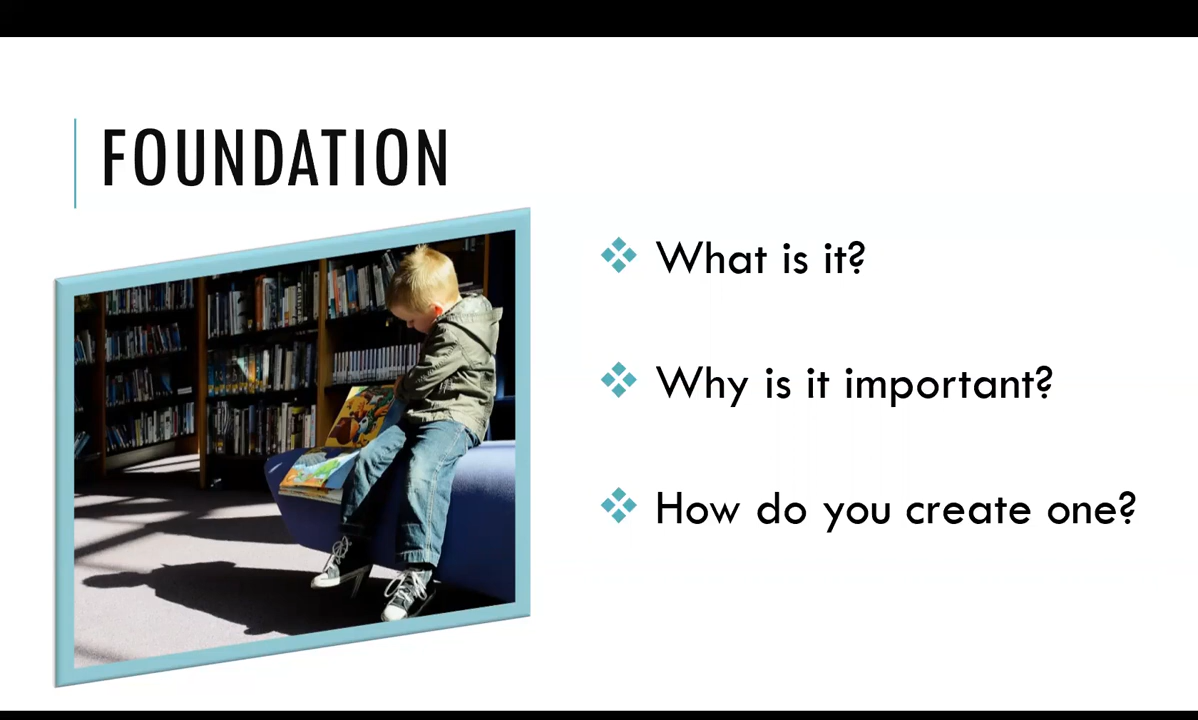 FOUNDATION
What is it?
Why is it important?
How do you create one?